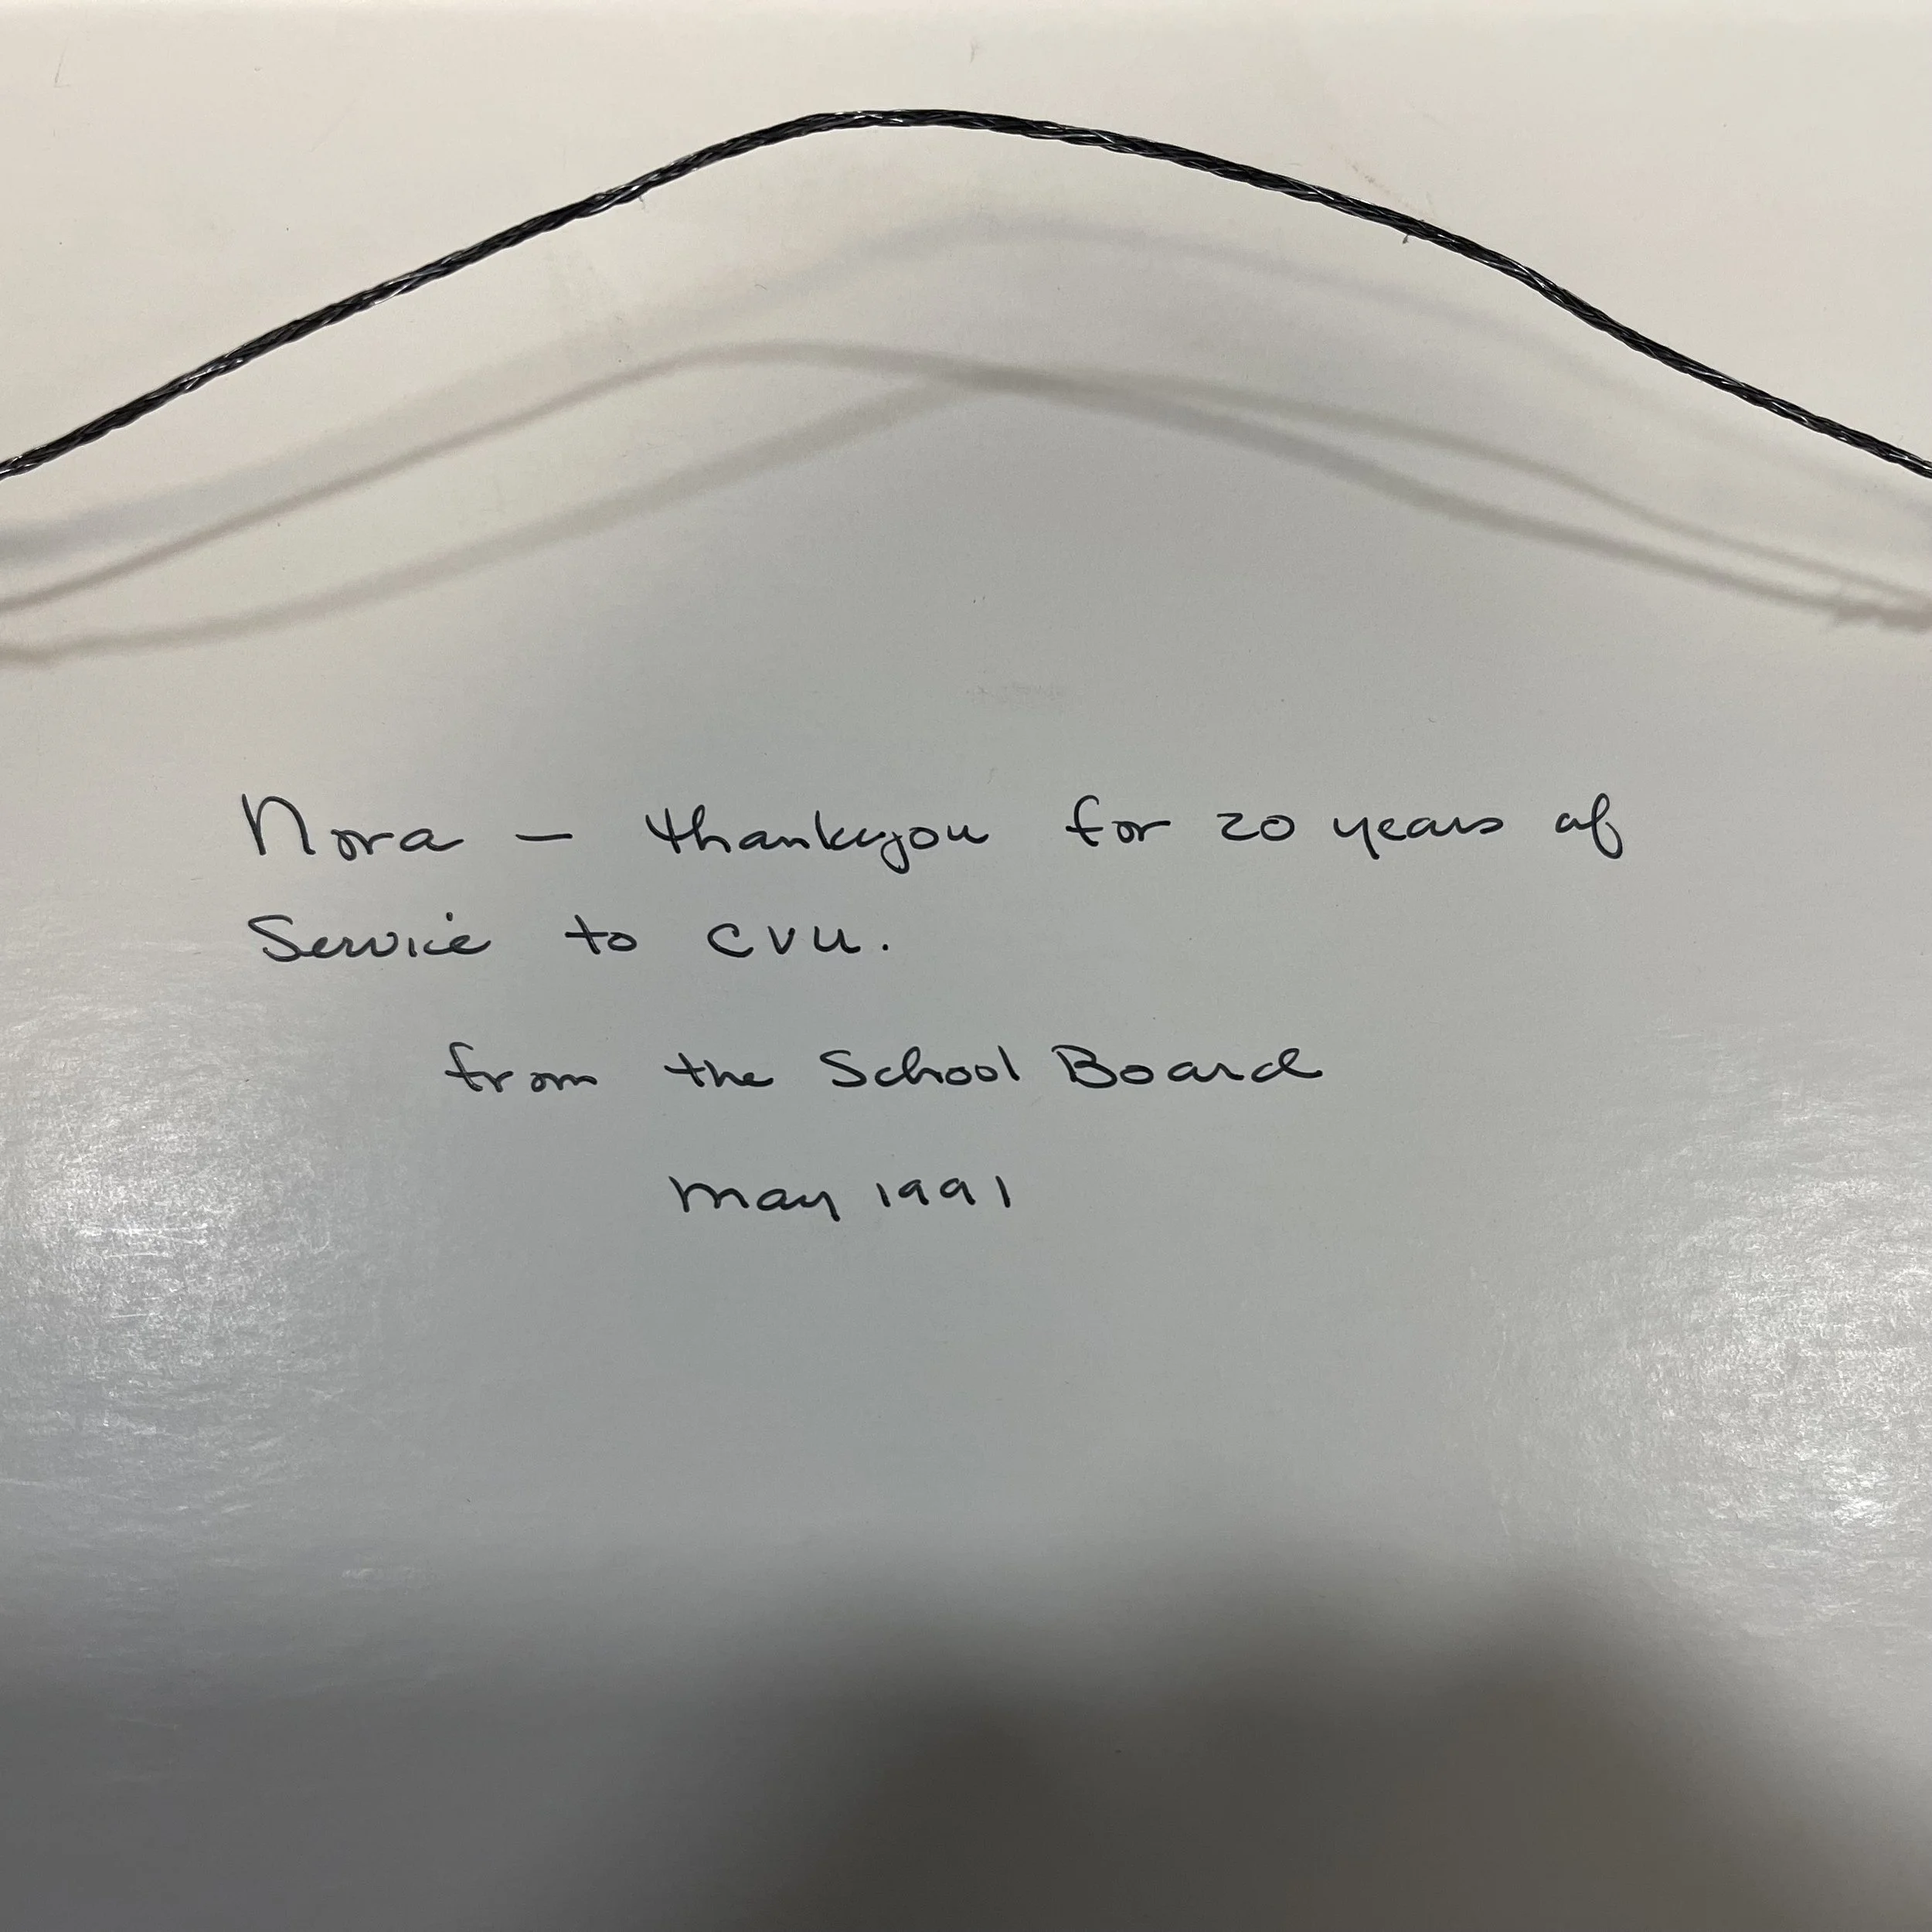 Nora — thankyou for 20 years of
Service to CVU.
from the School Board
May 1991